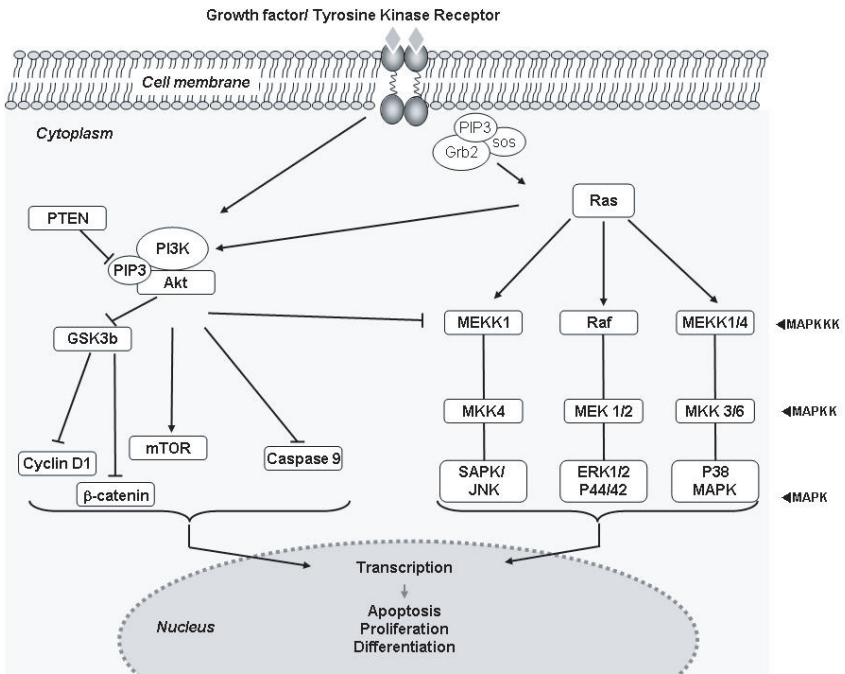 Growth factor/ Tyrosine Kinase Receptor
Cell membrane
Cytoplasm
PIP3
Grb2
sos
Ras
PTEN
PI3K
PIP3
Akt
GSK3b
MEKK1
Raf
MEKK1/4
MAPKKK
MKK4
MEK 1/2
MKK 3/6
MAPKK
Cyclin D1
mTOR
Caspase 9
β-catenin
SAPK/
JNK
ERK1/2
P44/42
P38
MAPK
MAPK
Transcription
Apoptosis
Proliferation
Differentiation
Nucleus